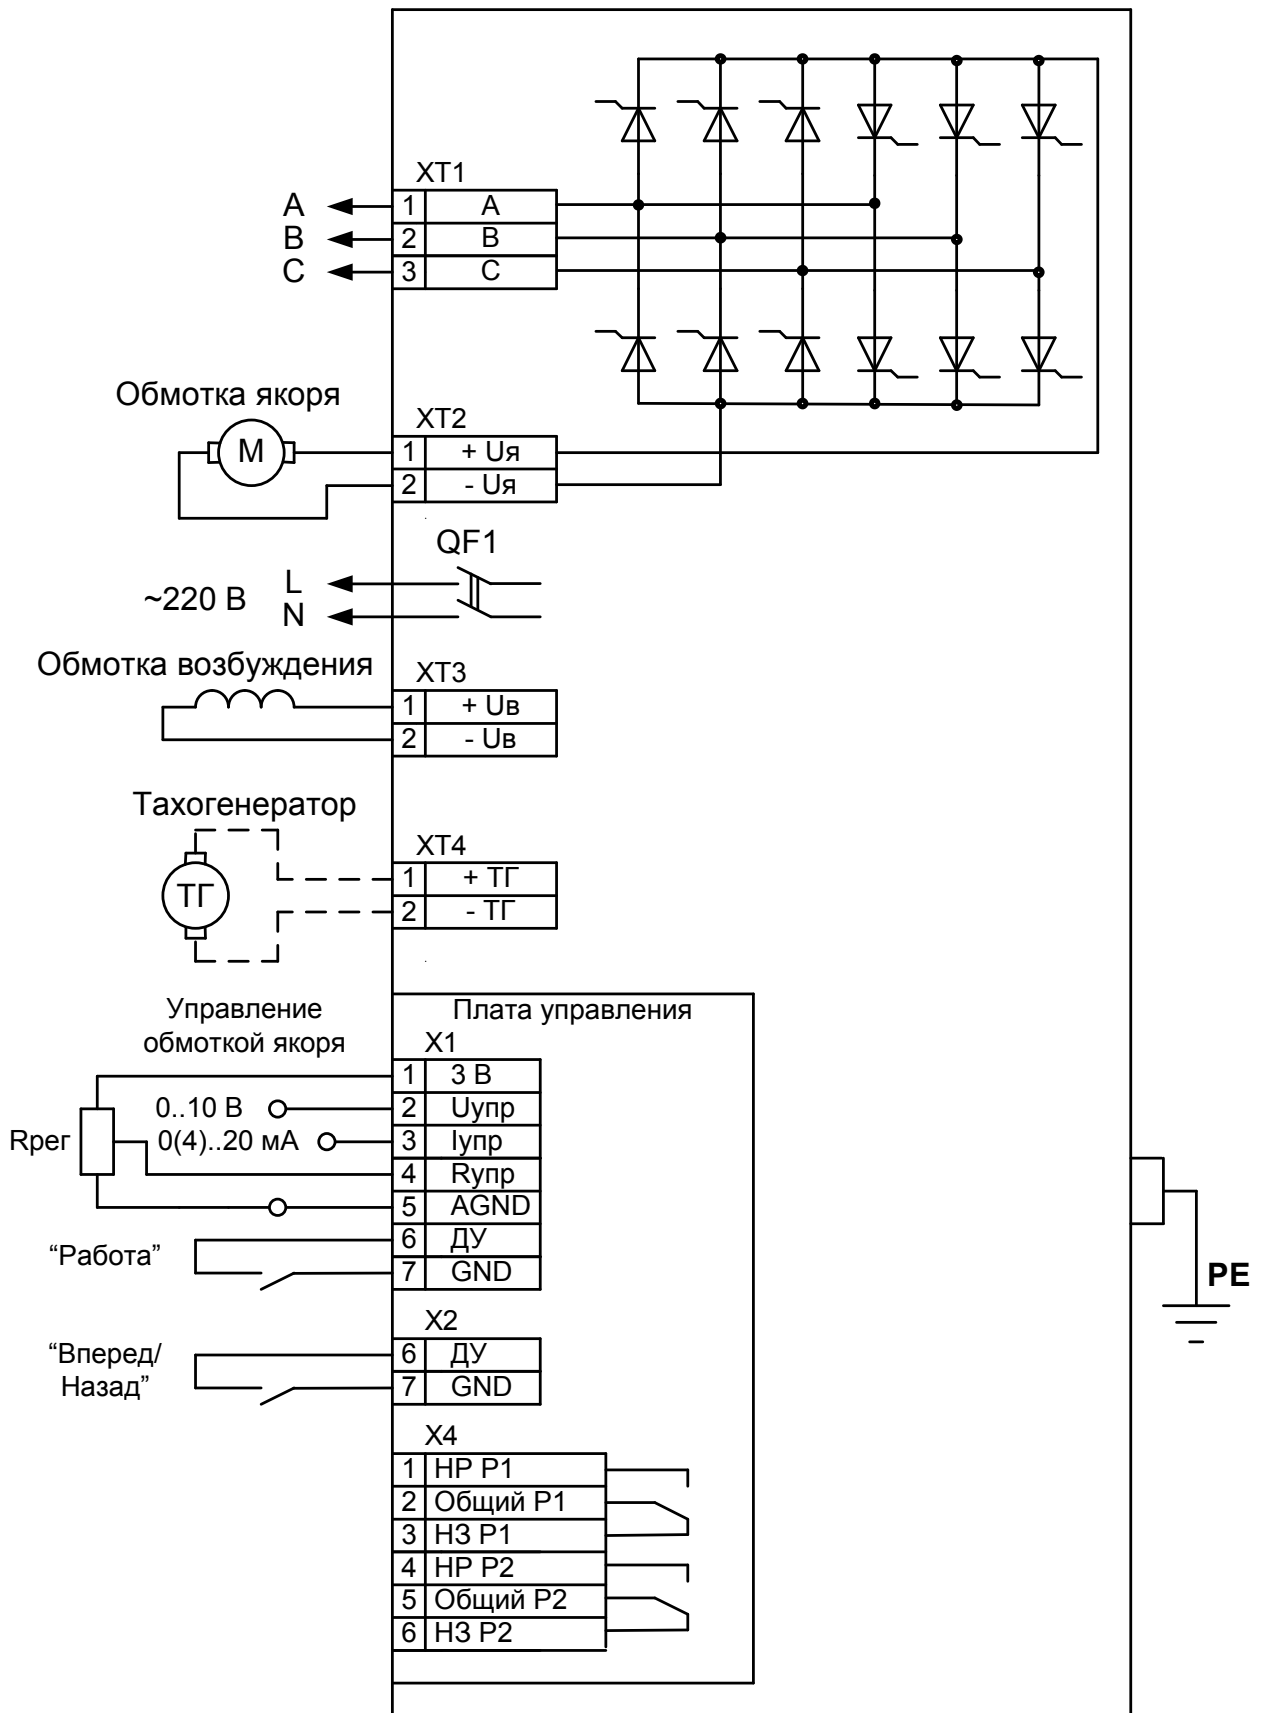 XT1
A 1 A
B 2 B
C 3 C
Обмотка якоря
XT2
M 1 + Uя
2 - Uя
QF1
~220 В
L
N
Обмотка возбуждения
XT3
1 + Uв
2 - Uв
Тахогенератор
XT4
ТГ
1 + ТГ
2 - ТГ
Управление
обмоткой якоря
Плата управления
X1
1 3 В
0..10 В 2 Uупр
Rрег 0(4)..20 мА 3 Iупр
4 Rупр
5 AGND
“Работа” 6 ДУ
7 GND
PE
X2
“Вперед/ 6 ДУ
Назад” 7 GND
X4
1 НР Р1
2 Общий Р1
3 НЗ Р1
4 НР Р2
5 Общий Р2
6 НЗ Р2